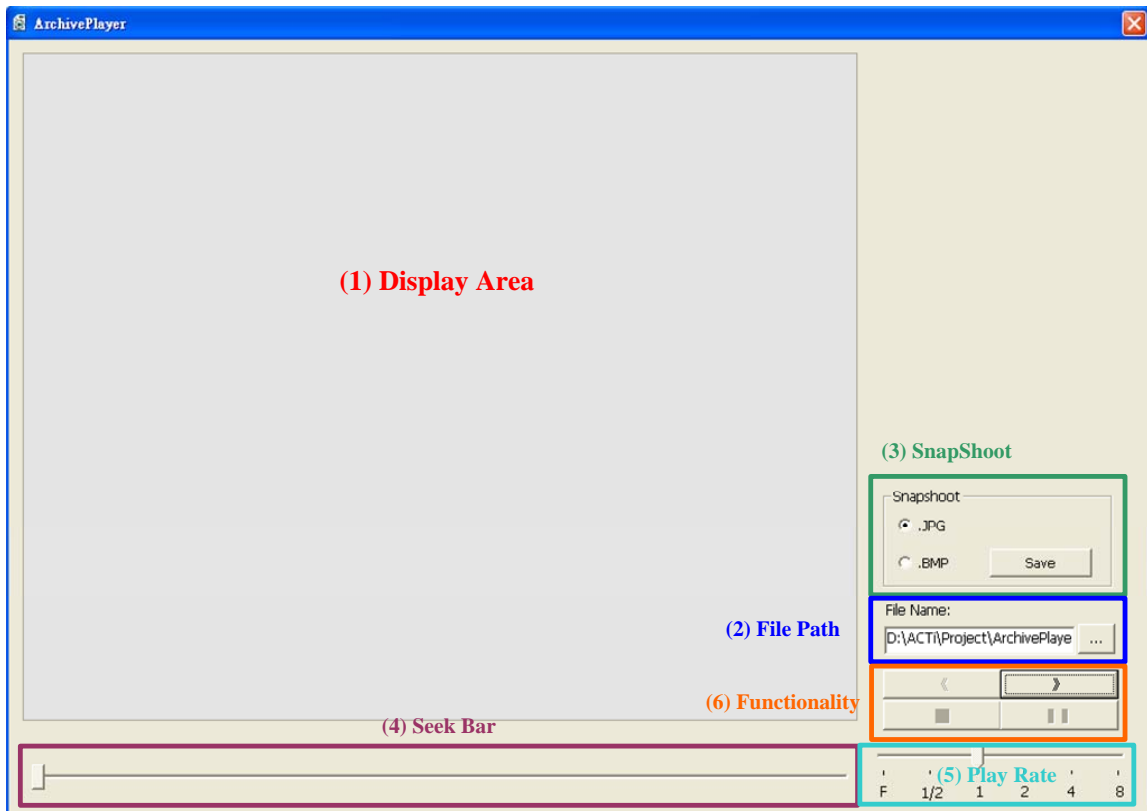 ArchivePlayer
(1) Display Area
(3) SnapShoot
Snapshoot
.JPG
.BMP
Save
(2) File Path
File Name:
D:\ACTi\Project\ArchivePlaye
...
(6) Functionality
(4) Seek Bar
(5) Play Rate
F 1/2 1 2 4 8